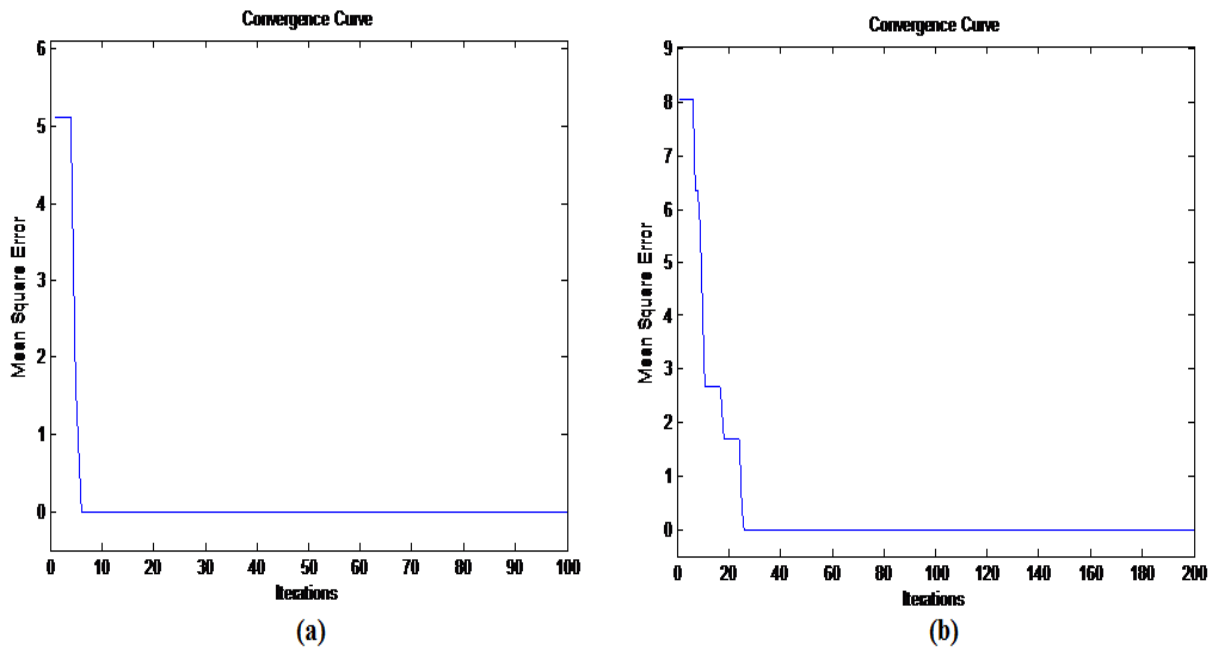 Convergence Curve
6
5
4
3
2
1
0
Mean Square Error
0 10 20 30 40 50 60 70 80 90 100
Iterations
(a)
Convergence Curve
9
8
7
6
5
4
3
2
1
0
Mean Square Error
0 20 40 60 80 100 120 140 160 180 200
Iterations
(b)